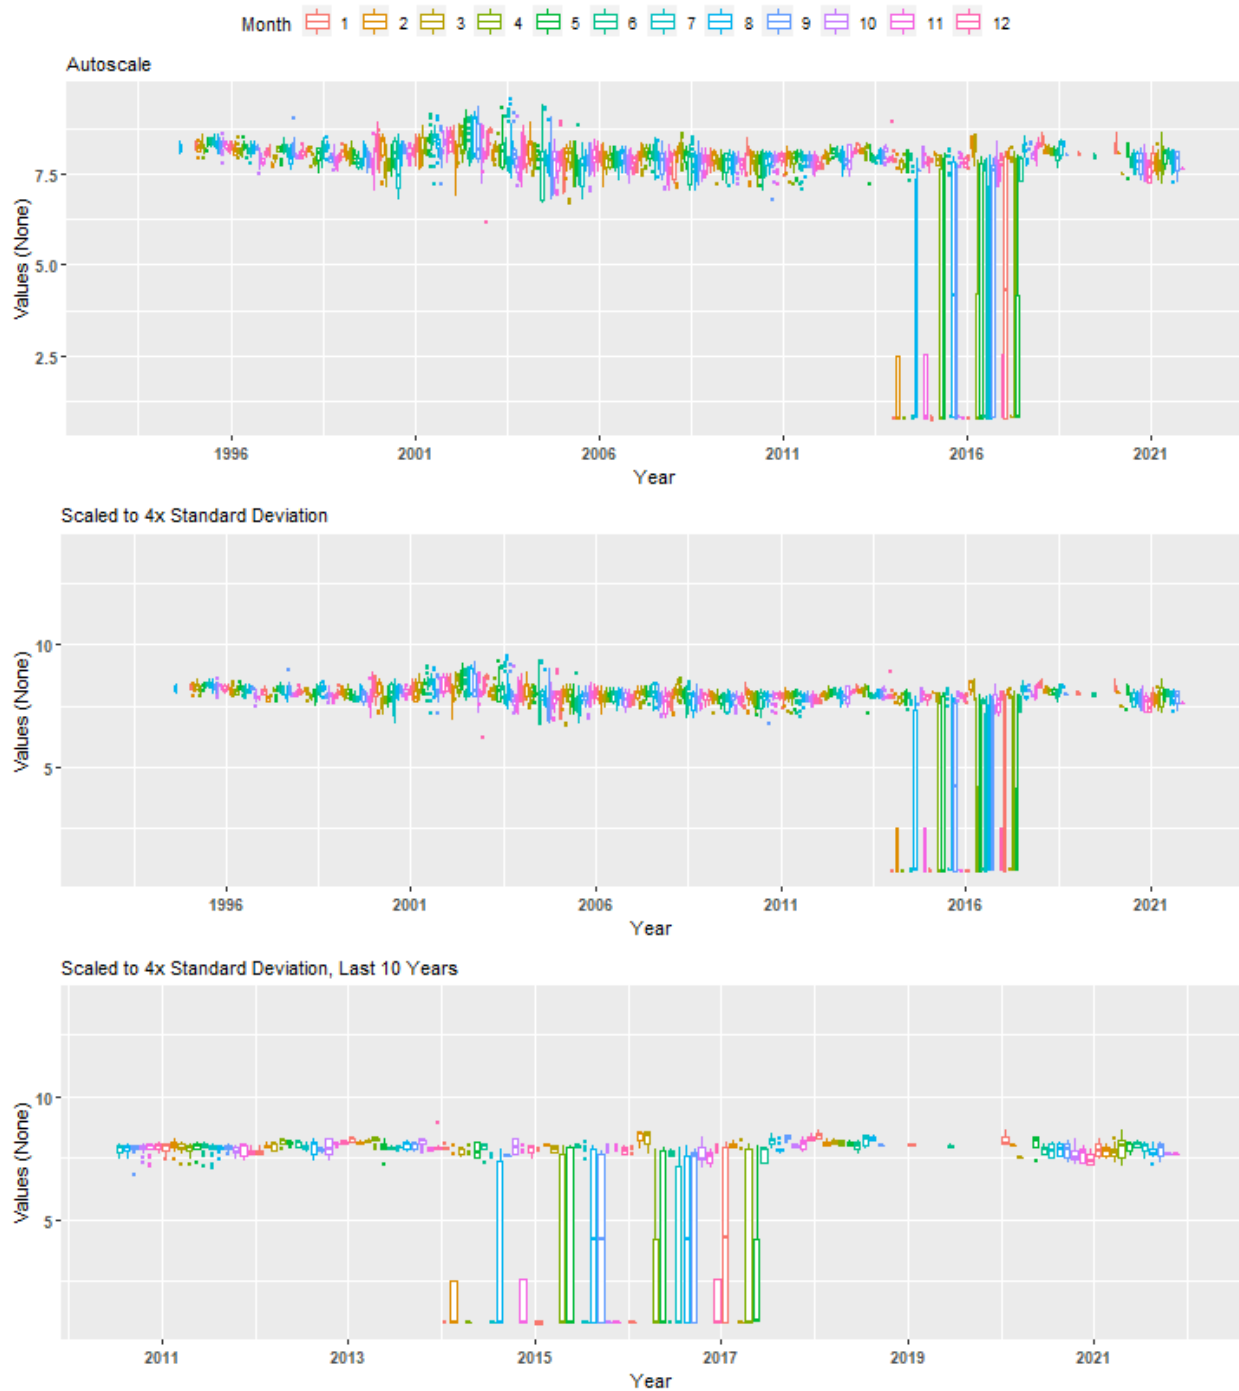 Month 1 2 3 4 5 6 7 8 9 10 11 12
Autoscale
Values (None)
7.5
5.0
2.5
1996 2001 2006 2011 2016 2021
Year
Scaled to 4x Standard Deviation
Values (None)
10
5
1996 2001 2006 2011 2016 2021
Year
Scaled to 4x Standard Deviation, Last 10 Years
Values (None)
10
5
2011 2013 2015 2017 2019 2021
Year